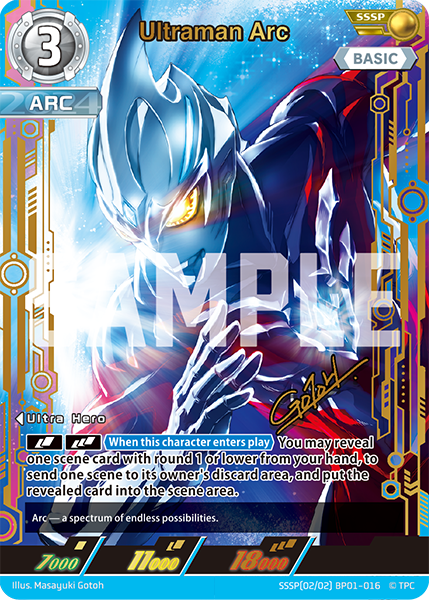 Ultraman Arc
SSSP
3
BASIC
ARC
SAMPLE
Gotoh
Ultra Hero
When this character enters play You may reveal
one scene card with round 1 or lower from your hand, to
send one scene to its owner's discard area, and put the
revealed card into the scene area.
Arc — a spectrum of endless possibilities.
7000 11000 18000
Illus. Masayuki Gotoh SSSP[02/02] BP01-016 © TPC